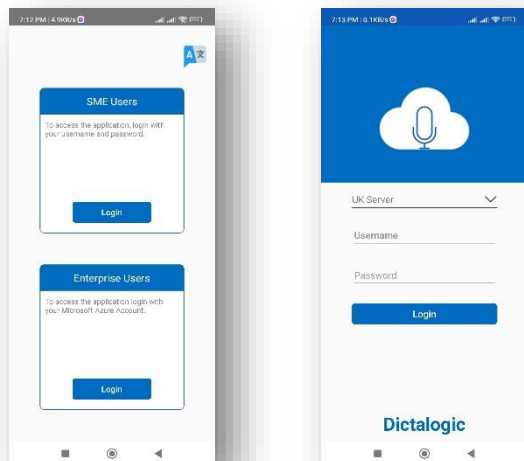 7:12 PM | 4.9KB/s
A 文
SME Users
To access the application, login with
your username and password.
Login
Enterprise Users
To access the application login with
your Microsoft Azure Account.
Login
7:13 PM | 0.1KB/s
UK Server
Username
Password
Login
Dictalogic